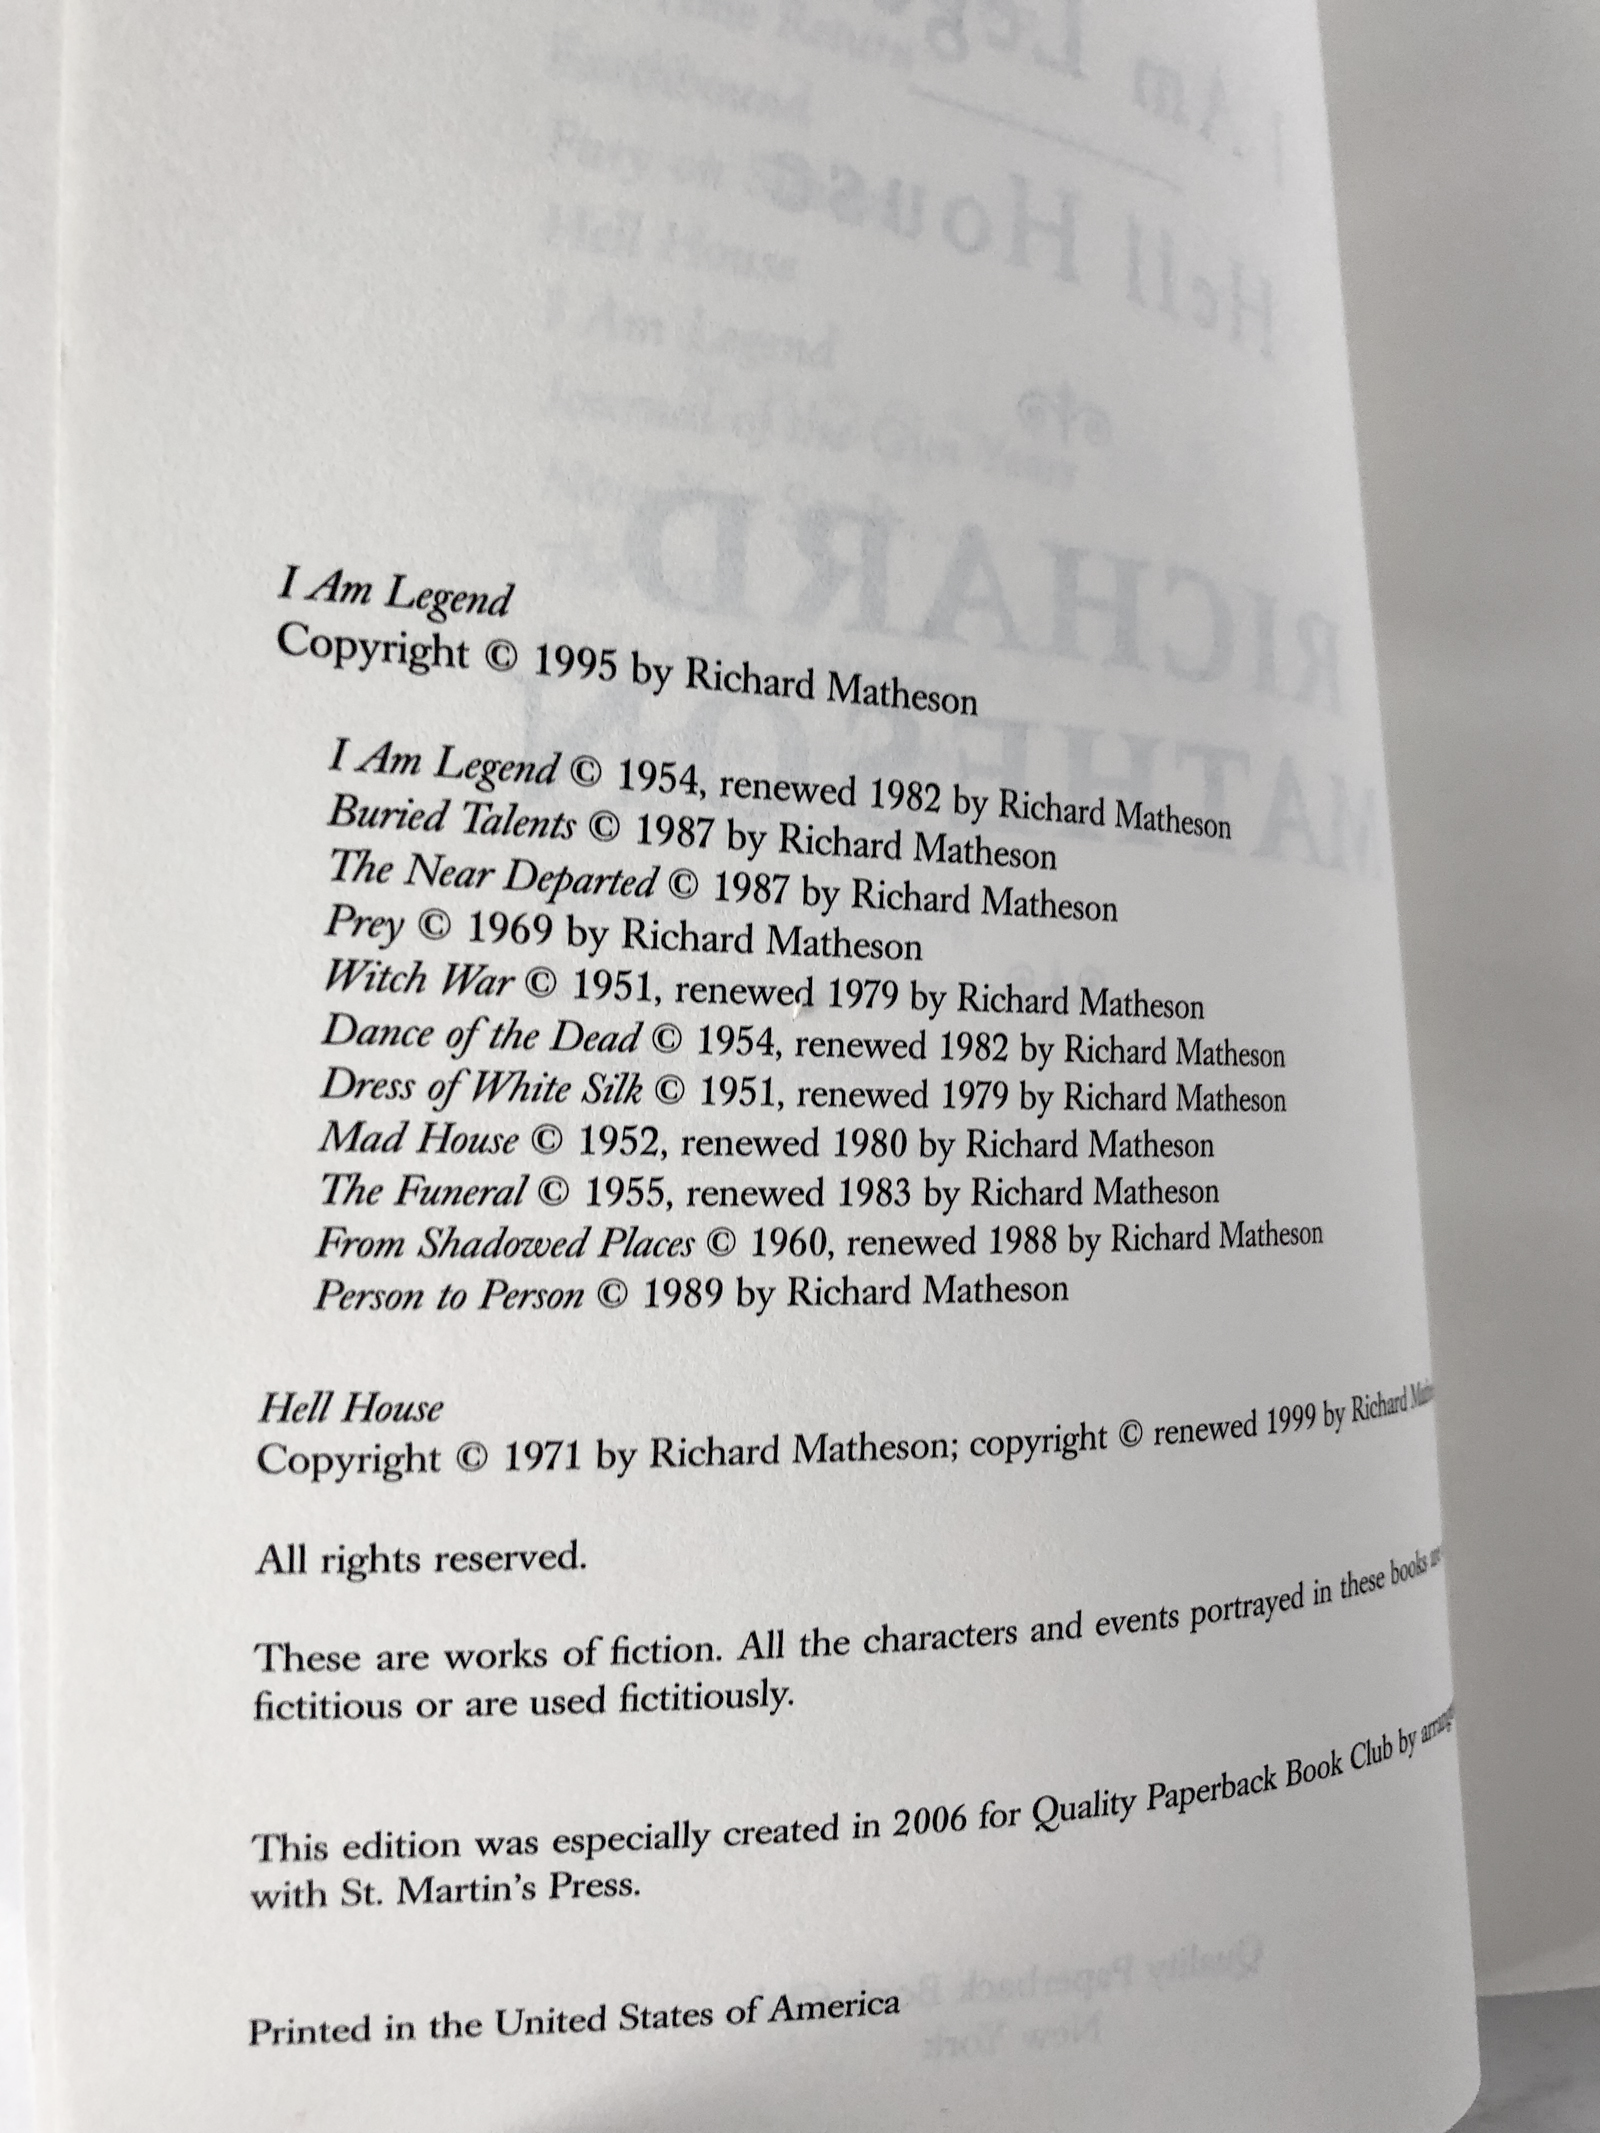 I Am Legend
Copyright © 1995 by Richard Matheson
I Am Legend © 1954, renewed 1982 by Richard Matheson
Buried Talents © 1987 by Richard Matheson
The Near Departed © 1987 by Richard Matheson
Prey © 1969 by Richard Matheson
Witch War © 1951, renewed 1979 by Richard Matheson
Dance of the Dead © 1954, renewed 1982 by Richard Matheson
Dress of White Silk © 1951, renewed 1979 by Richard Matheson
Mad House © 1952, renewed 1980 by Richard Matheson
The Funeral © 1955, renewed 1983 by Richard Matheson
From Shadowed Places © 1960, renewed 1988 by Richard Matheson
Person to Person © 1989 by Richard Matheson
Hell House
Copyright © 1971 by Richard Matheson; copyright © renewed 1999 by Richard
All rights reserved.
These are works of fiction. All the characters and events portrayed in these books
fictitious or are used fictitiously.
This edition was especially created in 2006 for Quality Paperback Book Club by
with St. Martin's Press.
Printed in the United States of America